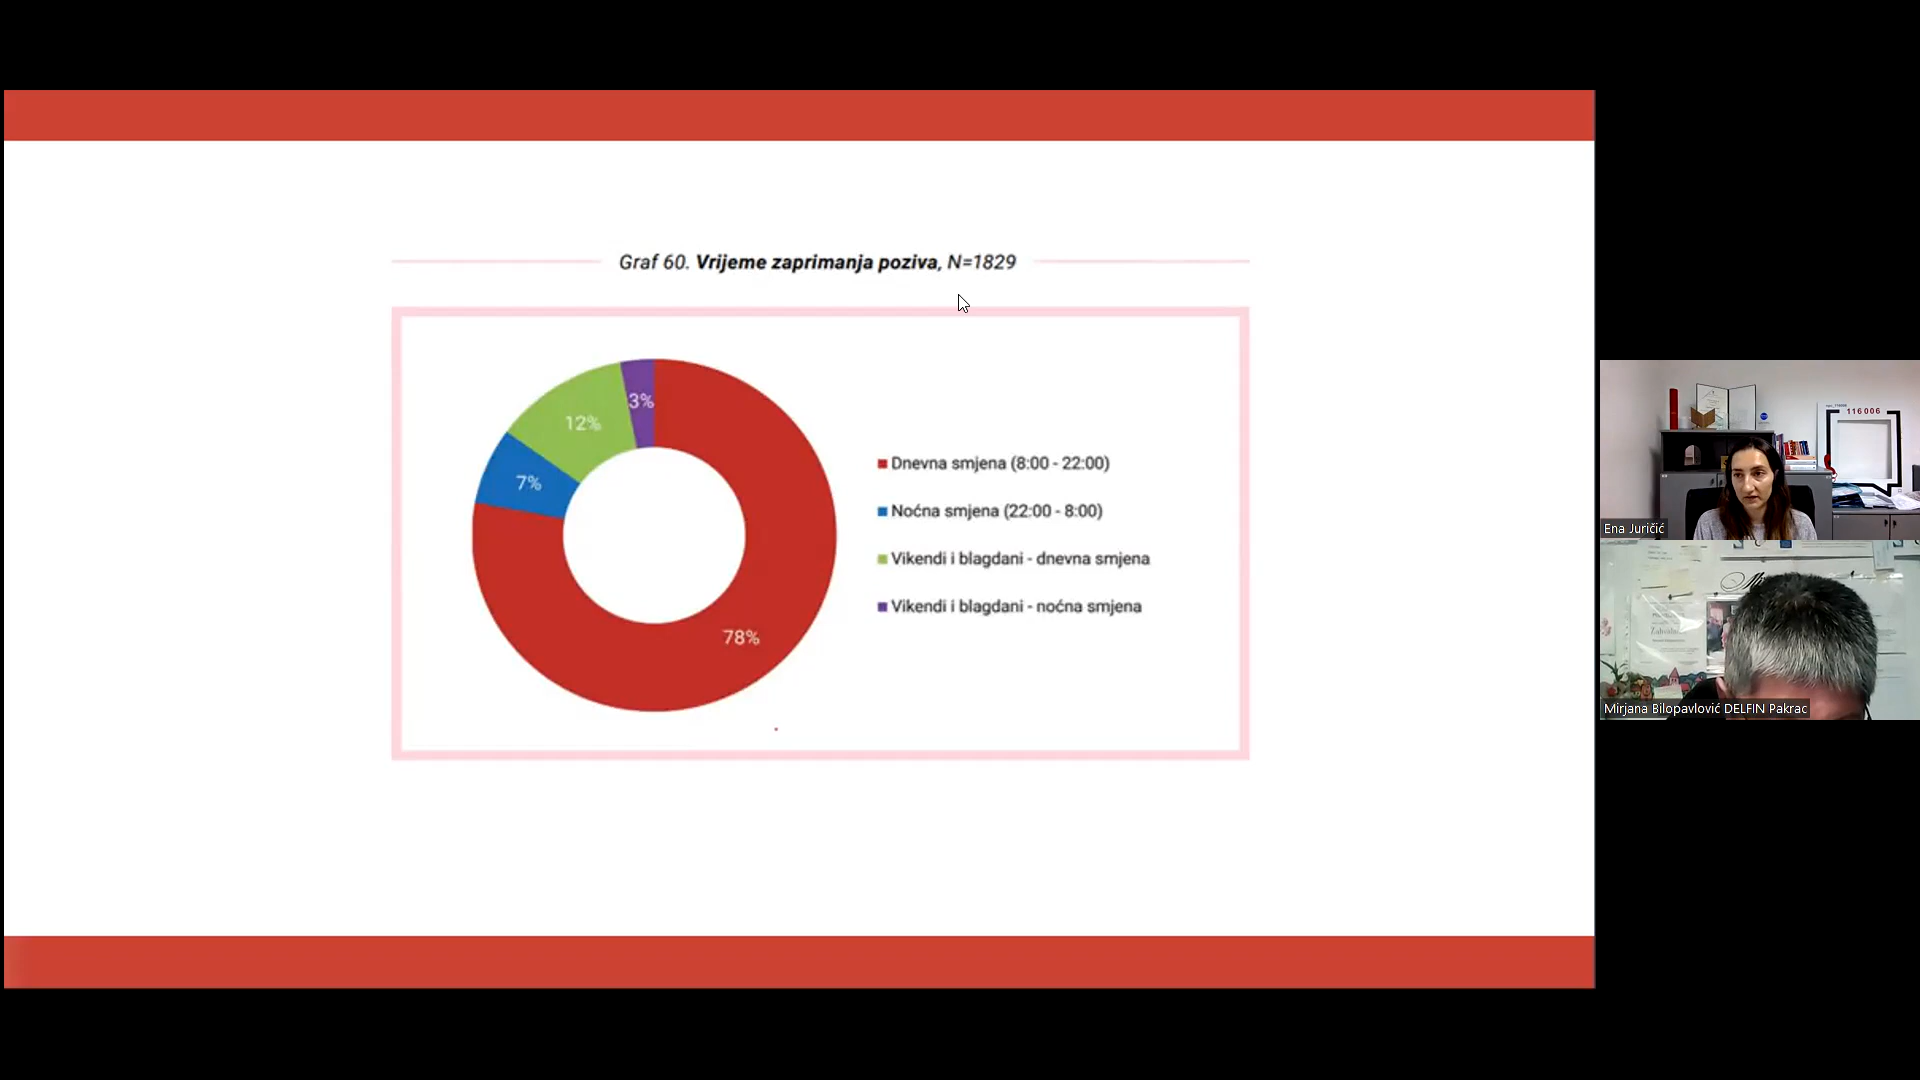 Graf 60. Vrijeme zaprimanja poziva, N=1829
3%
12%
7%
78%
Dnevna smjena (8:00 - 22:00)
Noćna smjena (22:00 - 8:00)
Vikendi i blagdani - dnevna smjena
Vikendi i blagdani - noćna smjena
116 006
Ena Juričić
Mirjana Bilopavlović DELFIN Pakrac